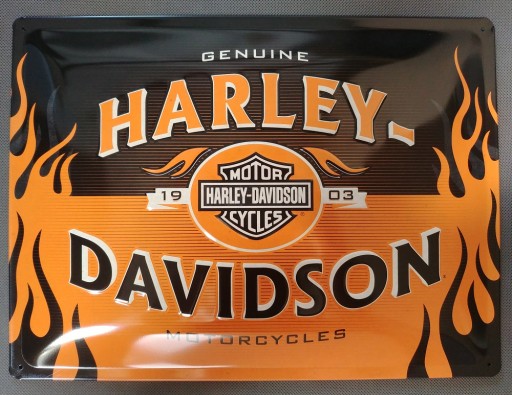 GENUINE
HARLEY-
MOTOR
19 HARLEY-DAVIDSON 03
CYCLES
DAVIDSON
MOTORCYCLES